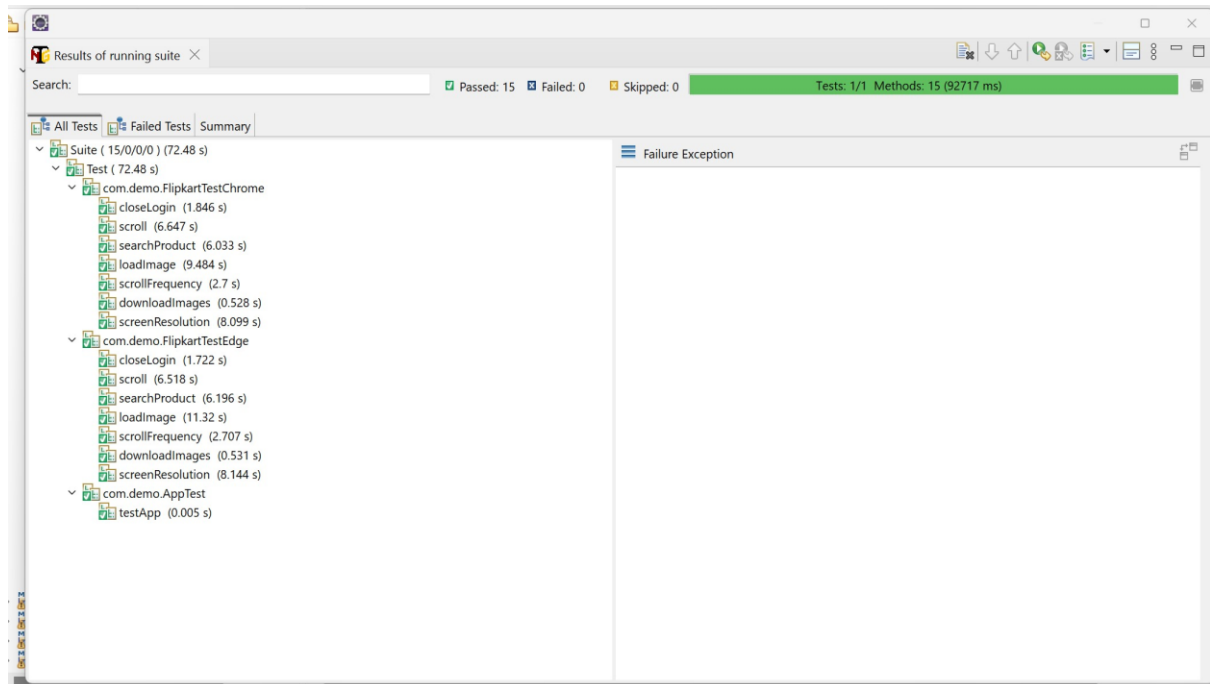 Results of running suite
Search:
Passed: 15 Failed: 0 Skipped: 0
Tests: 1/1 Methods: 15 (92717 ms)
All Tests Failed Tests Summary
Suite ( 15/0/0/0 ) (72.48 s)
Failure Exception
Test ( 72.48 s)
com.demo.FlipkartTestChrome
closeLogin (1.846 s)
scroll (6.647 s)
searchProduct (6.033 s)
loadImage (9.484 s)
scrollFrequency (2.7 s)
downloadImages (0.528 s)
screenResolution (8.099 s)
com.demo.FlipkartTestEdge
closeLogin (1.722 s)
scroll (6.518 s)
searchProduct (6.196 s)
loadImage (11.32 s)
scrollFrequency (2.707 s)
downloadImages (0.531 s)
screenResolution (8.144 s)
com.demo.AppTest
testApp (0.005 s)
M
M
M
M